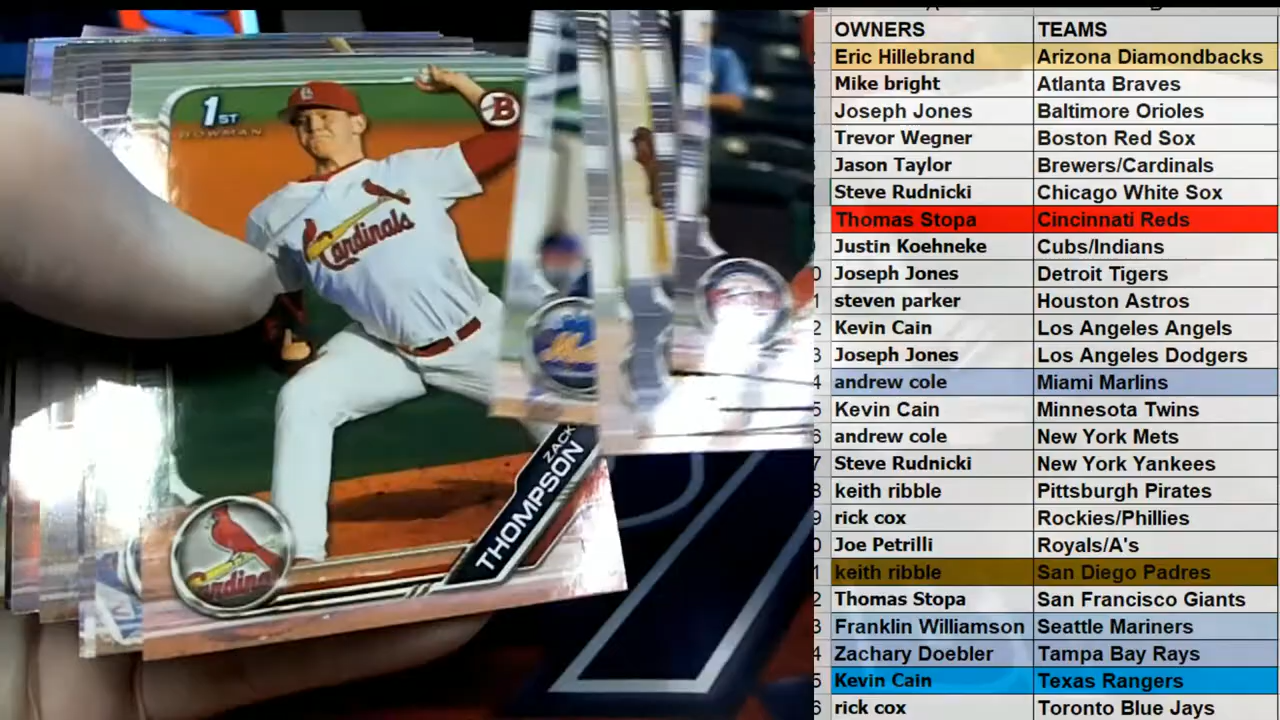 1ST
BOWMAN
B
Cardinals
ZACK
THOMPSON
Mets
OWNERS TEAMS
Eric Hillebrand Arizona Diamondbacks
Mike bright Atlanta Braves
Joseph Jones Baltimore Orioles
Trevor Wegner Boston Red Sox
Jason Taylor Brewers/Cardinals
Steve Rudnicki Chicago White Sox
Thomas Stopa Cincinnati Reds
Justin Koehneke Cubs/Indians
Joseph Jones Detroit Tigers
steven parker Houston Astros
Kevin Cain Los Angeles Angels
Joseph Jones Los Angeles Dodgers
andrew cole Miami Marlins
Kevin Cain Minnesota Twins
andrew cole New York Mets
Steve Rudnicki New York Yankees
keith ribble Pittsburgh Pirates
rick cox Rockies/Phillies
Joe Petrilli Royals/A's
keith ribble San Diego Padres
Thomas Stopa San Francisco Giants
Franklin Williamson Seattle Mariners
Zachary Doebler Tampa Bay Rays
Kevin Cain Texas Rangers
rick cox Toronto Blue Jays